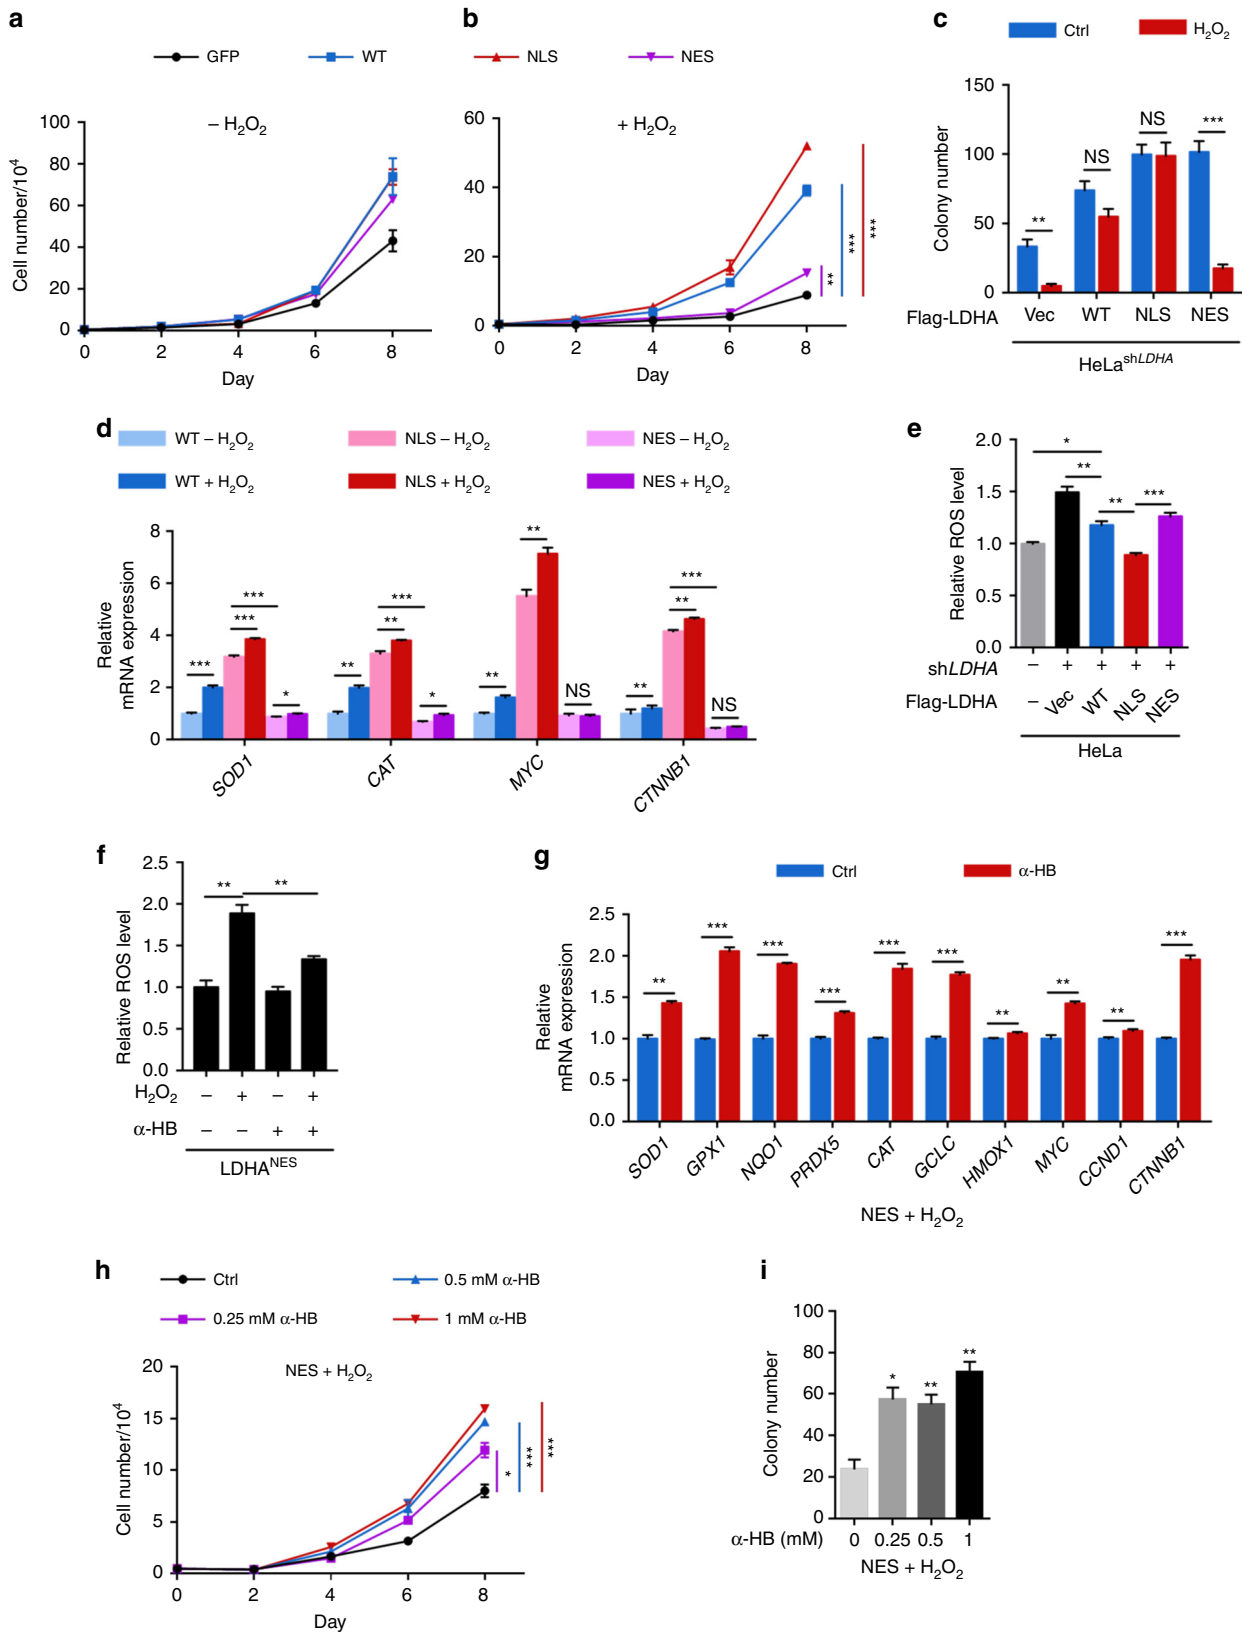 a
GFP
WT
NLS
NES
– H₂O₂
Cell number/10⁴
100
80
60
40
20
0
0 2 4 6 8
Day
b
+ H₂O₂
60
40
20
0
0 2 4 6 8
Day
**
***
***
c
Ctrl
H₂O₂
Colony number
150
100
50
0
**
NS
NS
***
Flag-LDHA
Vec WT NLS NES
HeLa^shLDHA
d
WT – H₂O₂
NLS – H₂O₂
NES – H₂O₂
WT + H₂O₂
NLS + H₂O₂
NES + H₂O₂
Relative
mRNA expression
8
6
4
2
0
*** *** *** *
** ** *** *
** ** NS
** ** *** NS
SOD1 CAT MYC CTNNB1
e
Relative ROS level
2.0
1.5
1.0
0.5
0.0
*
**
**
***
shLDHA – + + + +
Flag-LDHA – Vec WT NLS NES
HeLa
f
Relative ROS level
2.5
2.0
1.5
1.0
0.5
0.0
** **
H₂O₂ – + – +
α-HB – – + +
LDHA^NES
g
Ctrl
α-HB
Relative
mRNA expression
2.5
2.0
1.5
1.0
0.5
0.0
** *** *** *** *** *** ** ** ** ***
SOD1 GPX1 NQO1 PRDX5 CAT GCLC HMOX1 MYC CCND1 CTNNB1
NES + H₂O₂
h
Ctrl
0.5 mM α-HB
0.25 mM α-HB
1 mM α-HB
NES + H₂O₂
Cell number/10⁴
20
15
10
5
0
0 2 4 6 8
Day
*
***
***
i
Colony number
100
80
60
40
20
0
* ** **
α-HB (mM) 0 0.25 0.5 1
NES + H₂O₂